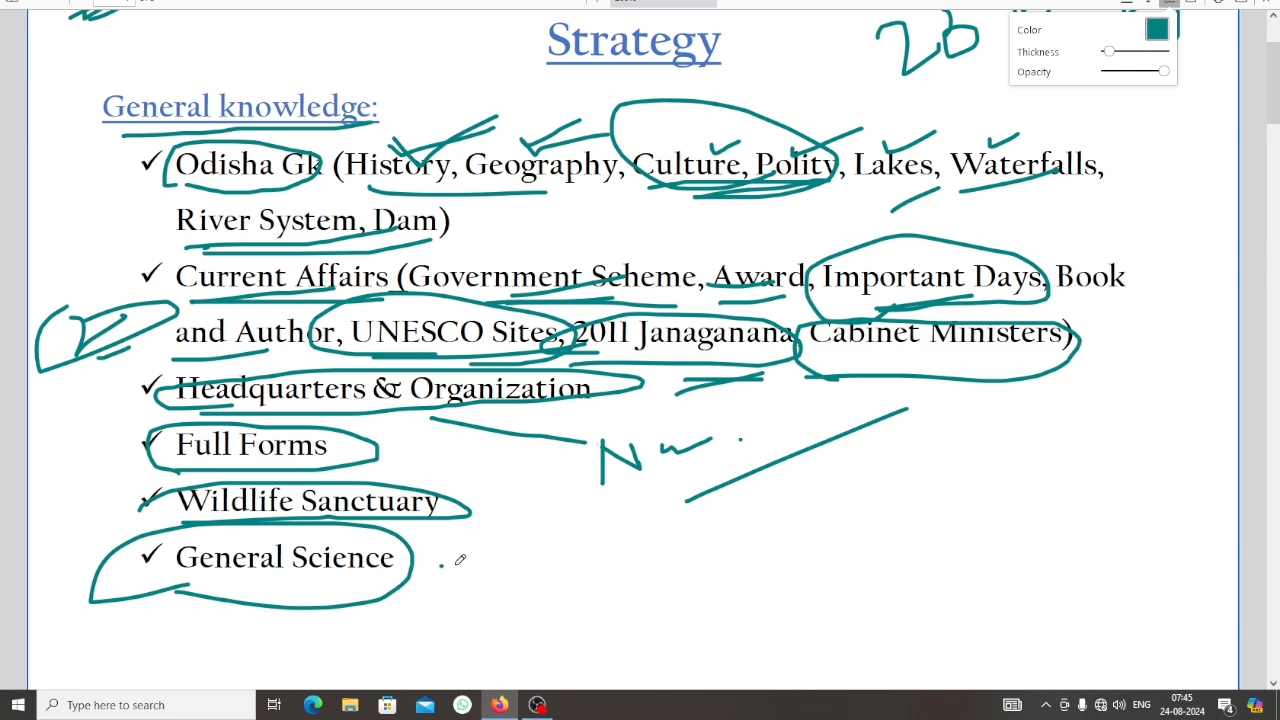 Strategy
20
Color
Thickness
Opacity
General knowledge:
✓ Odisha Gk (History, Geography, Culture, Polity, Lakes, Waterfalls,
River System, Dam)
✓ Current Affairs (Government Scheme, Award, Important Days, Book
and Author, UNESCO Sites, 2011 Janaganana, Cabinet Ministers)
✓ Headquarters & Organization
✓ Full Forms
✓ Wildlife Sanctuary
✓ General Science
Type here to search
ENG
07:45
24-08-2024
4